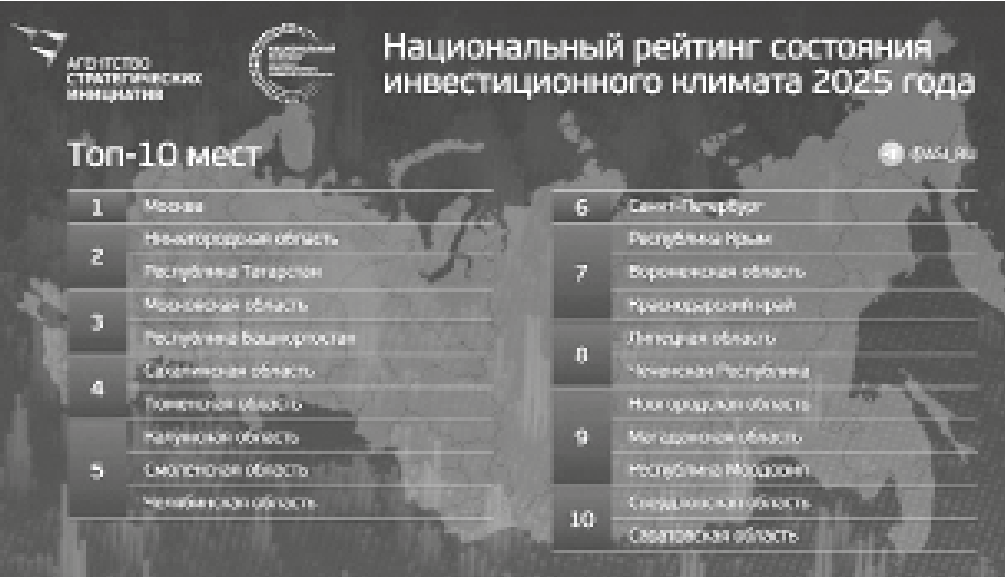 АГЕНТСТВО
СТРАТЕГИЧЕСКИХ
ИНИЦИАТИВ
Национальный рейтинг состояния
инвестиционного климата 2025 года
Топ-10 мест
@ASI_RU
1 Москва
2 Нижегородская область
Республика Татарстан
3 Московская область
Республика Башкортостан
4 Сахалинская область
Тюменская область
5 Калужская область
Смоленская область
Челябинская область
6 Санкт-Петербург
7 Республика Крым
Воронежская область
Краснодарский край
8 Липецкая область
Чеченская Республика
9 Новгородская область
Магаданская область
Республика Мордовия
10 Свердловская область
Саратовская область